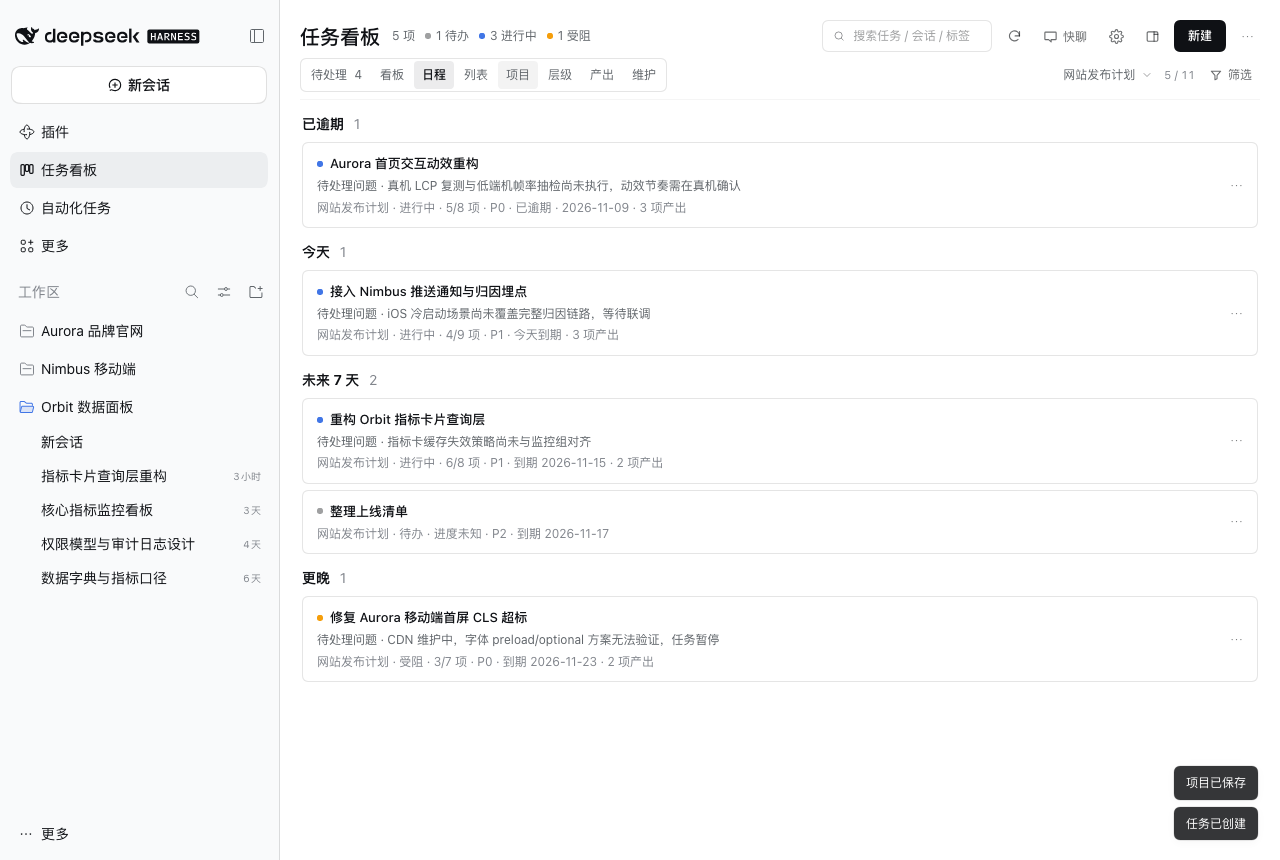 deepseek HARNESS
新会话
插件
任务看板
自动化任务
更多
工作区
Aurora 品牌官网
Nimbus 移动端
Orbit 数据面板
新会话
指标卡片查询层重构 3 小时
核心指标监控看板 3 天
权限模型与审计日志设计 4 天
数据字典与指标口径 6 天
更多
任务看板 5 项 1 待办 3 进行中 1 受阻
搜索任务 / 会话 / 标签
快聊
新建
待处理 4 看板 日程 列表 项目 层级 产出 维护
网站发布计划 5 / 11 筛选
已逾期 1
Aurora 首页交互动效重构
待处理问题 · 真机 LCP 复测与低端机帧率抽检尚未执行，动效节奏需在真机确认
网站发布计划 · 进行中 · 5/8 项 · P0 · 已逾期 · 2026-11-09 · 3 项产出
今天 1
接入 Nimbus 推送通知与归因埋点
待处理问题 · iOS 冷启动场景尚未覆盖完整归因链路，等待联调
网站发布计划 · 进行中 · 4/9 项 · P1 · 今天到期 · 3 项产出
未来 7 天 2
重构 Orbit 指标卡片查询层
待处理问题 · 指标卡缓存失效策略尚未与监控组对齐
网站发布计划 · 进行中 · 6/8 项 · P1 · 到期 2026-11-15 · 2 项产出
整理上线清单
网站发布计划 · 待办 · 进度未知 · P2 · 到期 2026-11-17
更晚 1
修复 Aurora 移动端首屏 CLS 超标
待处理问题 · CDN 维护中，字体 preload/optional 方案无法验证，任务暂停
网站发布计划 · 受阻 · 3/7 项 · P0 · 到期 2026-11-23 · 2 项产出
项目已保存
任务已创建